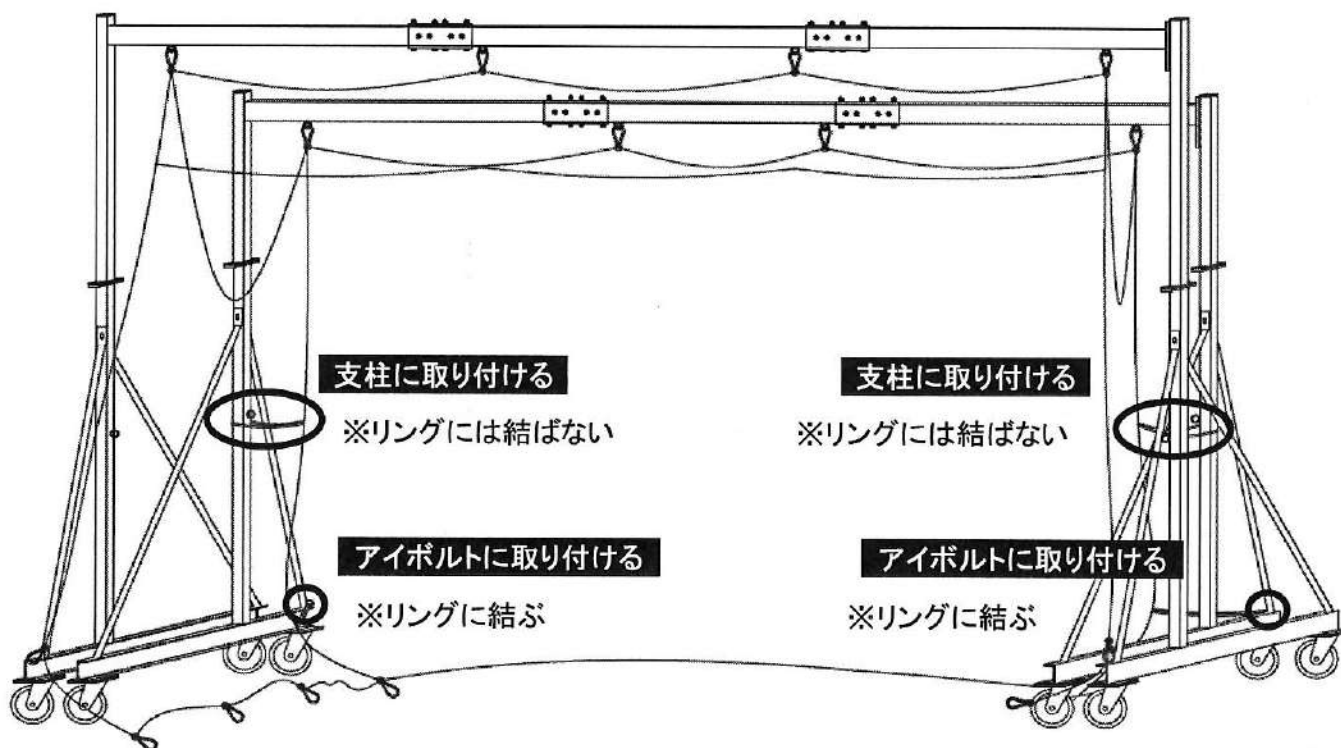 支柱に取り付ける
※リングには結ばない
支柱に取り付ける
※リングには結ばない
アイボルトに取り付ける
※リングに結ぶ
アイボルトに取り付ける
※リングに結ぶ